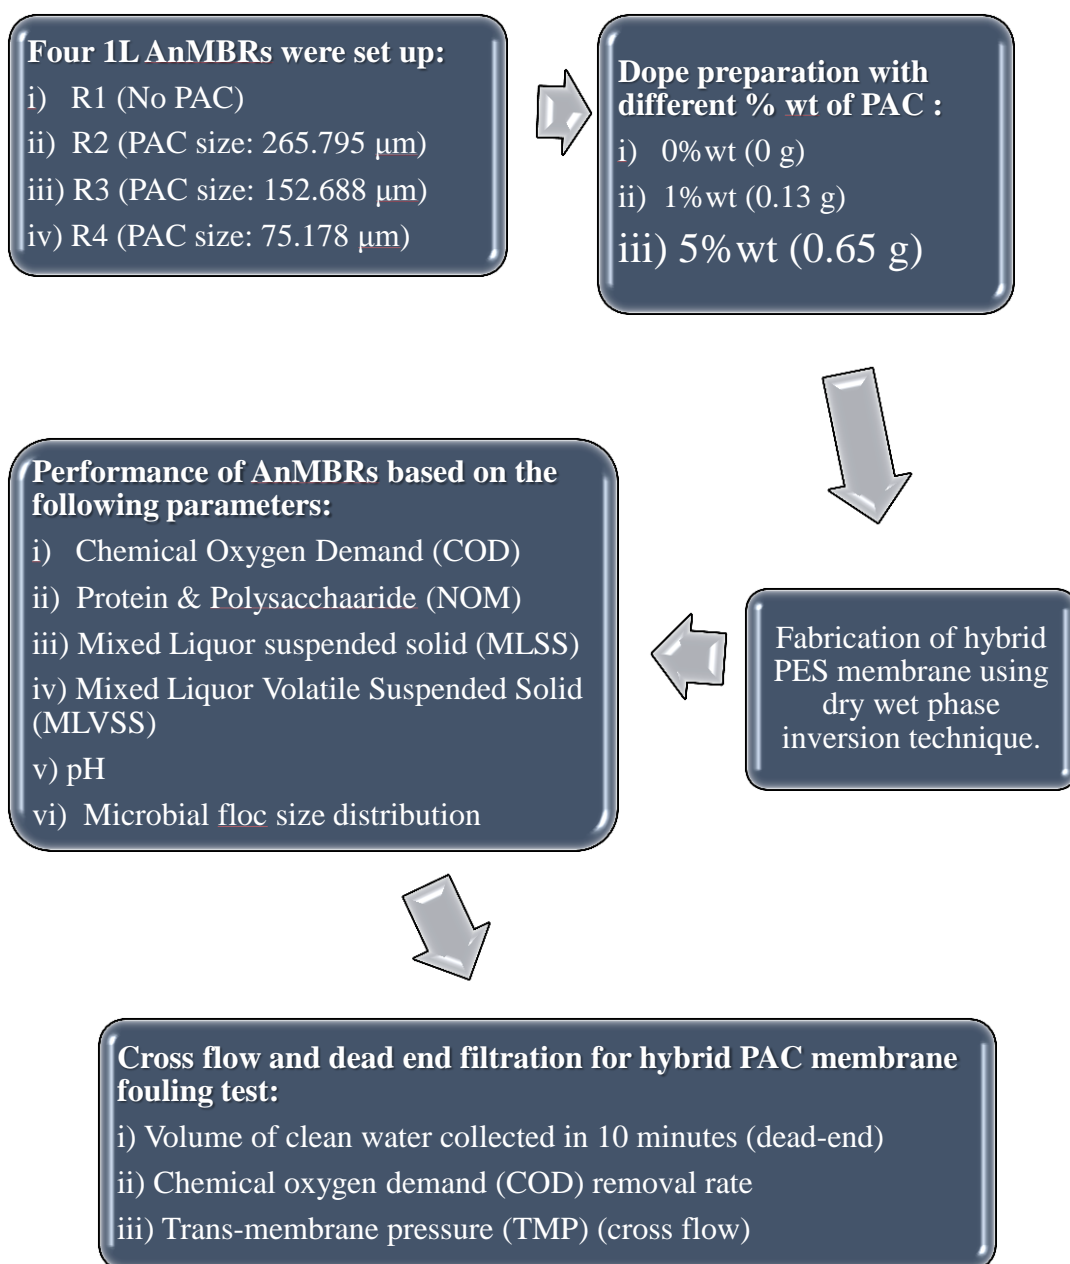 Four 1L AnMBRs were set up:
i) R1 (No PAC)
ii) R2 (PAC size: 265.795 μm)
iii) R3 (PAC size: 152.688 μm)
iv) R4 (PAC size: 75.178 μm)
Dope preparation with
different % wt of PAC :
i) 0%wt (0 g)
ii) 1%wt (0.13 g)
iii) 5%wt (0.65 g)
Fabrication of hybrid
PES membrane using
dry wet phase
inversion technique.
Performance of AnMBRs based on the
following parameters:
i) Chemical Oxygen Demand (COD)
ii) Protein & Polysacchaaride (NOM)
iii) Mixed Liquor suspended solid (MLSS)
iv) Mixed Liquor Volatile Suspended Solid
(MLVSS)
v) pH
vi) Microbial floc size distribution
Cross flow and dead end filtration for hybrid PAC membrane
fouling test:
i) Volume of clean water collected in 10 minutes (dead-end)
ii) Chemical oxygen demand (COD) removal rate
iii) Trans-membrane pressure (TMP) (cross flow)